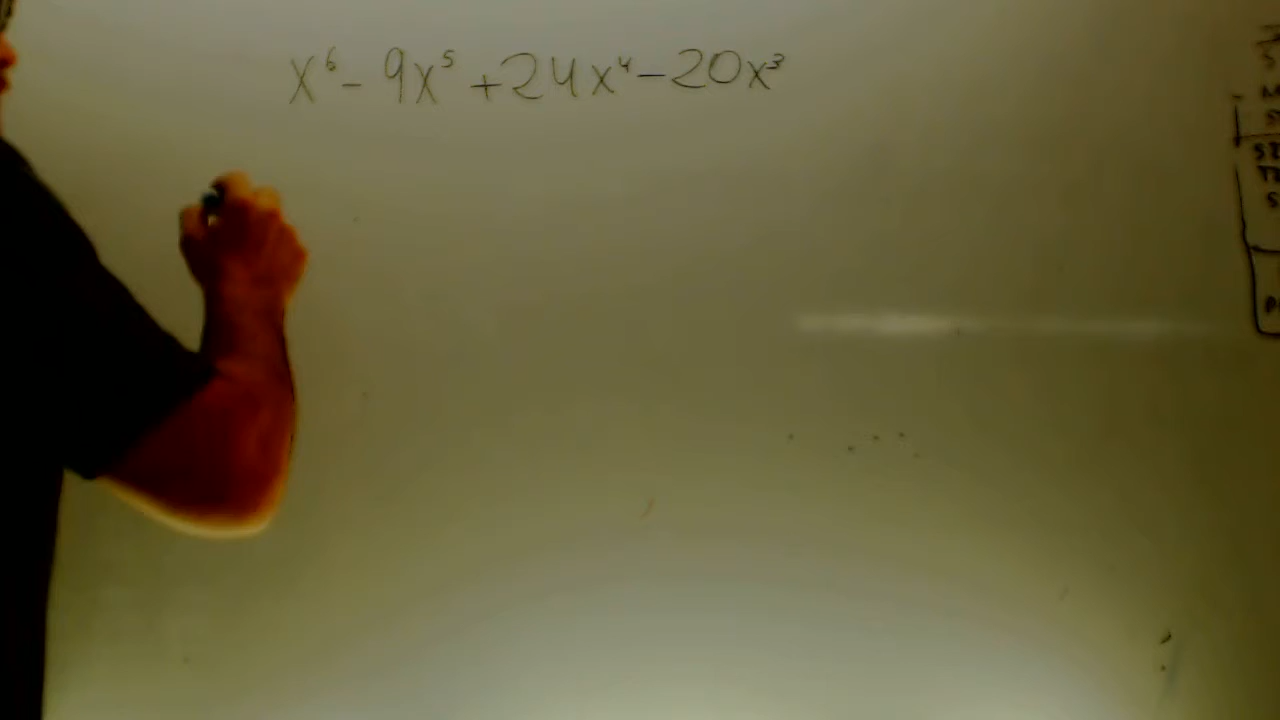 x⁶ - 9x⁵ + 24x⁴ - 20x³